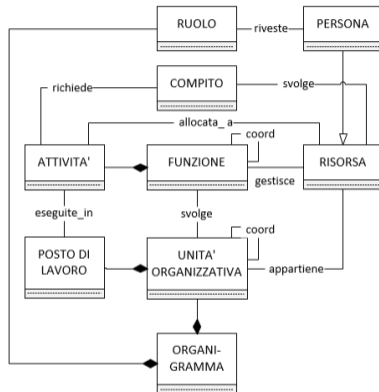 RUOLO
riveste
PERSONA
COMPITO
richiede
svolge
allocata_ a
coord
ATTIVITA'
FUNZIONE
RISORSA
gestisce
eseguite_in
svolge
coord
POSTO DI
LAVORO
UNITA'
ORGANIZZATIVA
appartiene
ORGANI-
GRAMMA